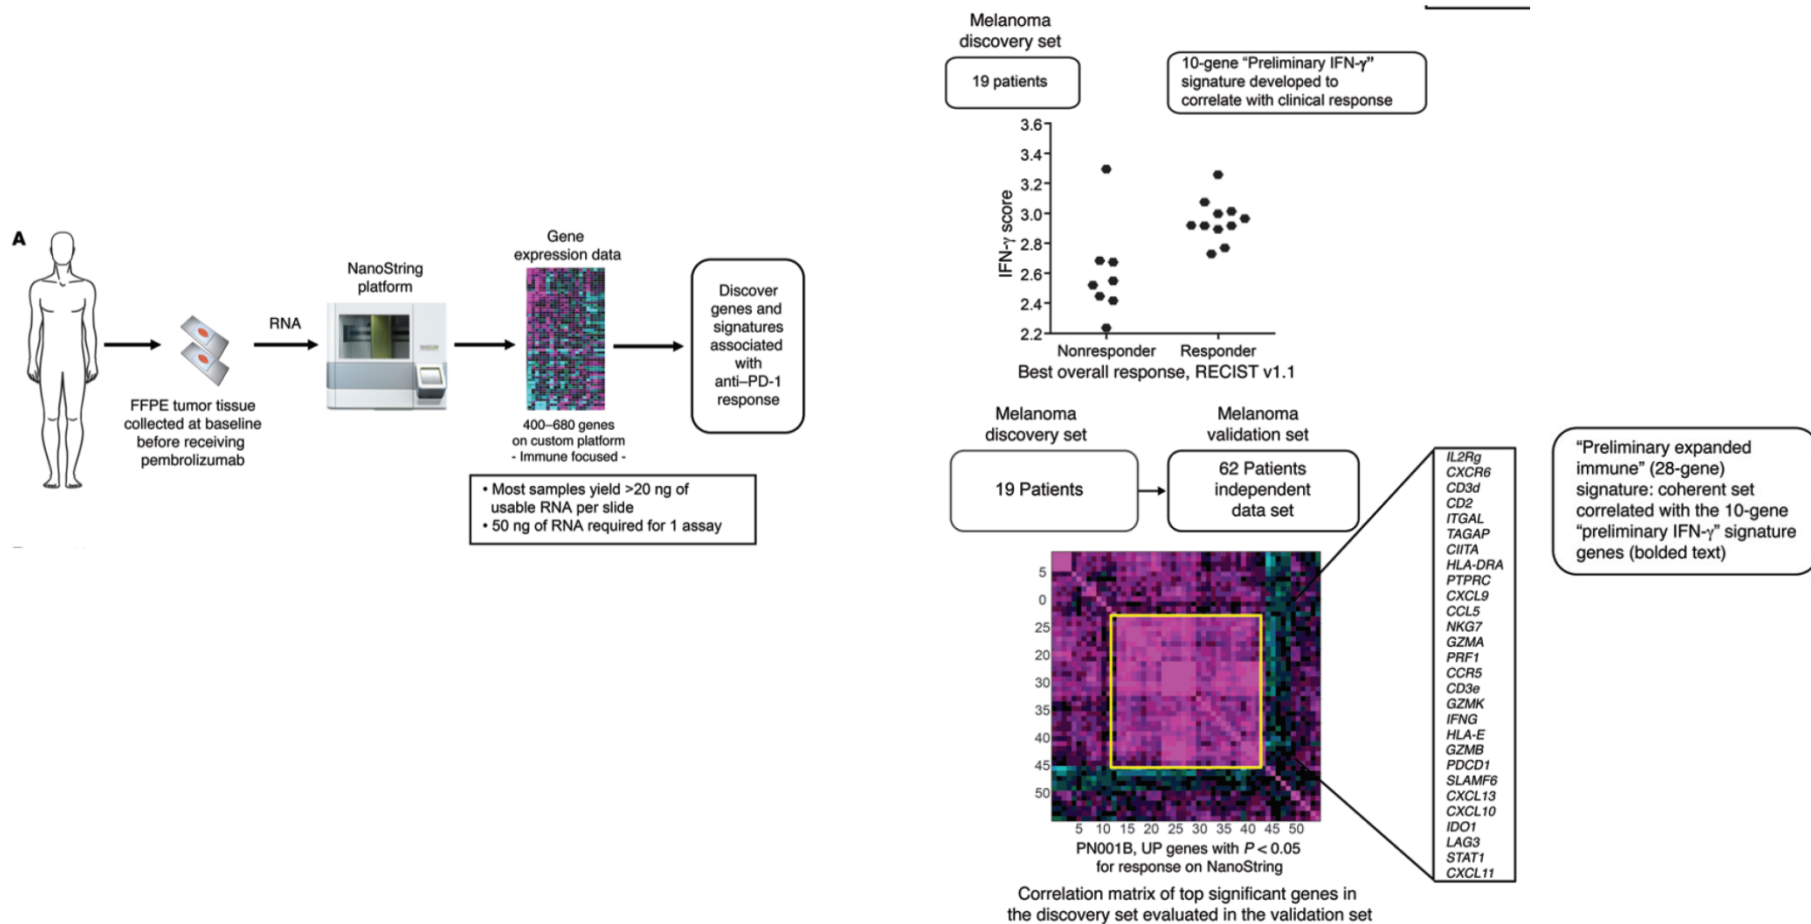 A
FFPE tumor tissue
collected at baseline
before receiving
pembrolizumab
RNA
NanoString
platform
Gene
expression data
400–680 genes
on custom platform
- Immune focused -
Discover
genes and
signatures
associated
with
anti–PD-1
response
• Most samples yield >20 ng of
usable RNA per slide
• 50 ng of RNA required for 1 assay
Melanoma
discovery set
19 patients
10-gene “Preliminary IFN-γ”
signature developed to
correlate with clinical response
IFN-γ score
3.6
3.4
3.2
3.0
2.8
2.6
2.4
2.2
Nonresponder Responder
Best overall response, RECIST v1.1
Melanoma
discovery set
19 Patients
Melanoma
validation set
62 Patients
independent
data set
5
0
25
20
30
35
40
45
50
5 10 15 20 25 30 35 40 45 50
PN001B, UP genes with P < 0.05
for response on NanoString
Correlation matrix of top significant genes in
the discovery set evaluated in the validation set
IL2Rg
CXCR6
CD3d
CD2
ITGAL
TAGAP
CIITA
HLA-DRA
PTPRC
CXCL9
CCL5
NKG7
GZMA
PRF1
CCR5
CD3e
GZMK
IFNG
HLA-E
GZMB
PDCD1
SLAMF6
CXCL13
CXCL10
IDO1
LAG3
STAT1
CXCL11
“Preliminary expanded
immune” (28-gene)
signature: coherent set
correlated with the 10-gene
“preliminary IFN-γ” signature
genes (bolded text)